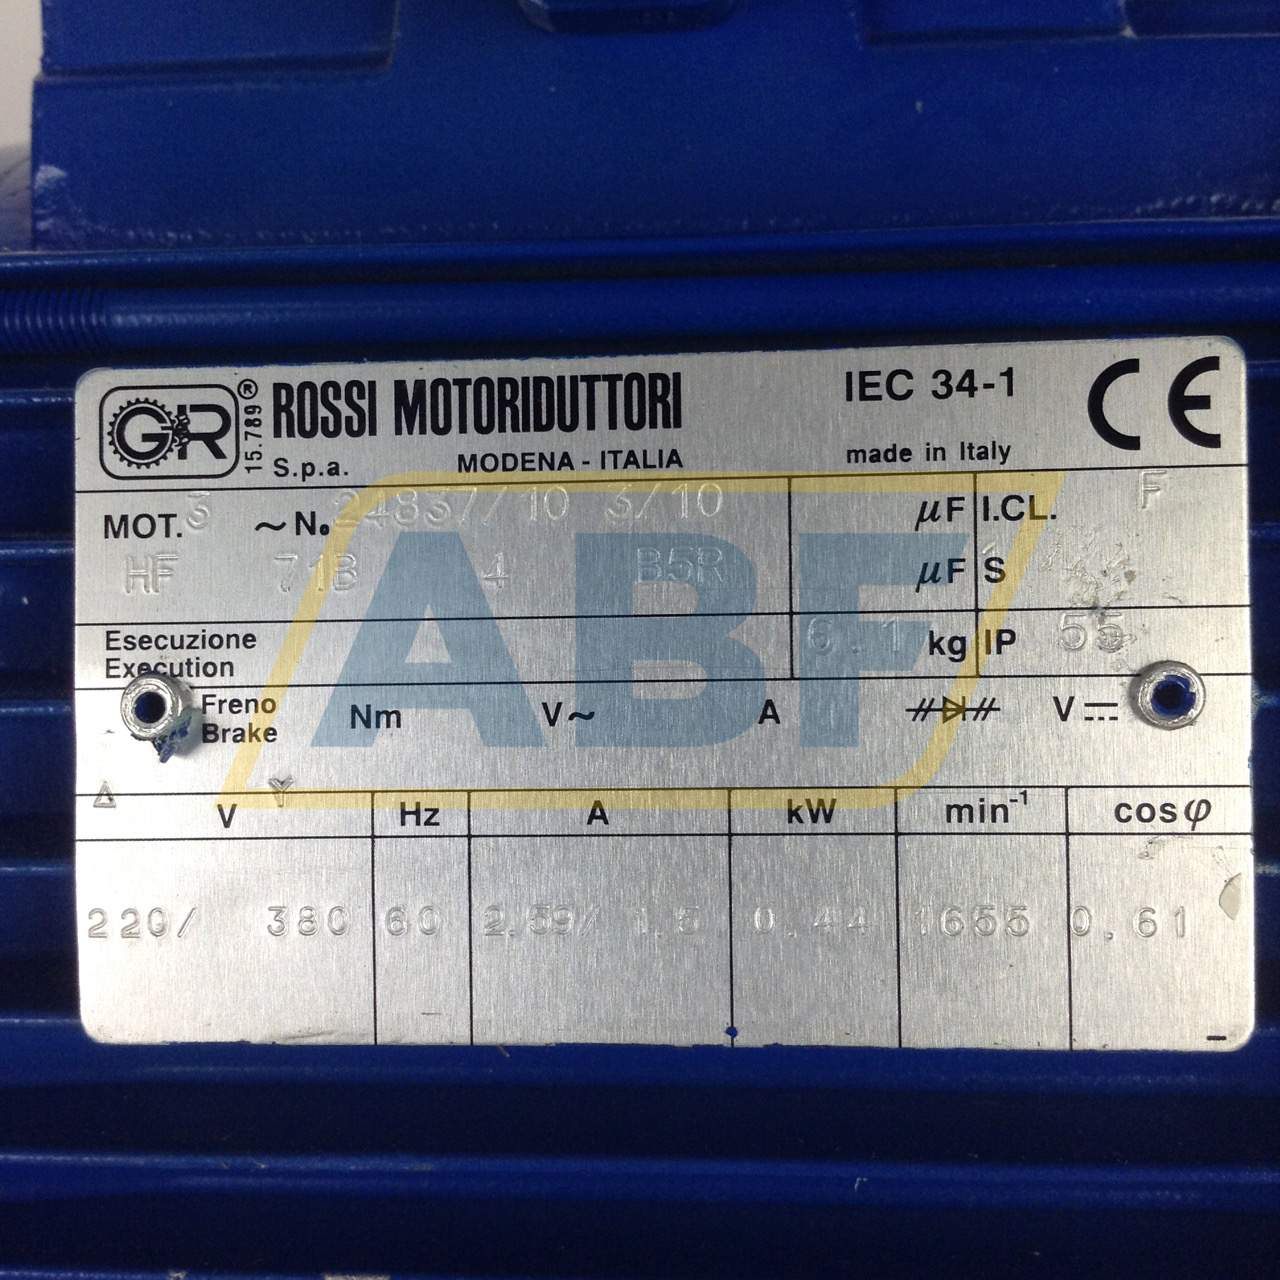 GR ® ROSSI MOTORIDUTTORI IEC 34-1 CE
15.789 S.p.a. MODENA - ITALIA made in Italy
MOT. 3 ~ N. 24837/10 3/10 µF I.CL. F
HF 71B 4 B5R µF S
Esecuzione
Execution 6.1 kg IP 55
Freno
Brake Nm V~ A V
Δ Y
V Hz A kW min-1 cosφ
220/ 380 60 2.59/ 1.5 0.44 1655 0.61
ABF